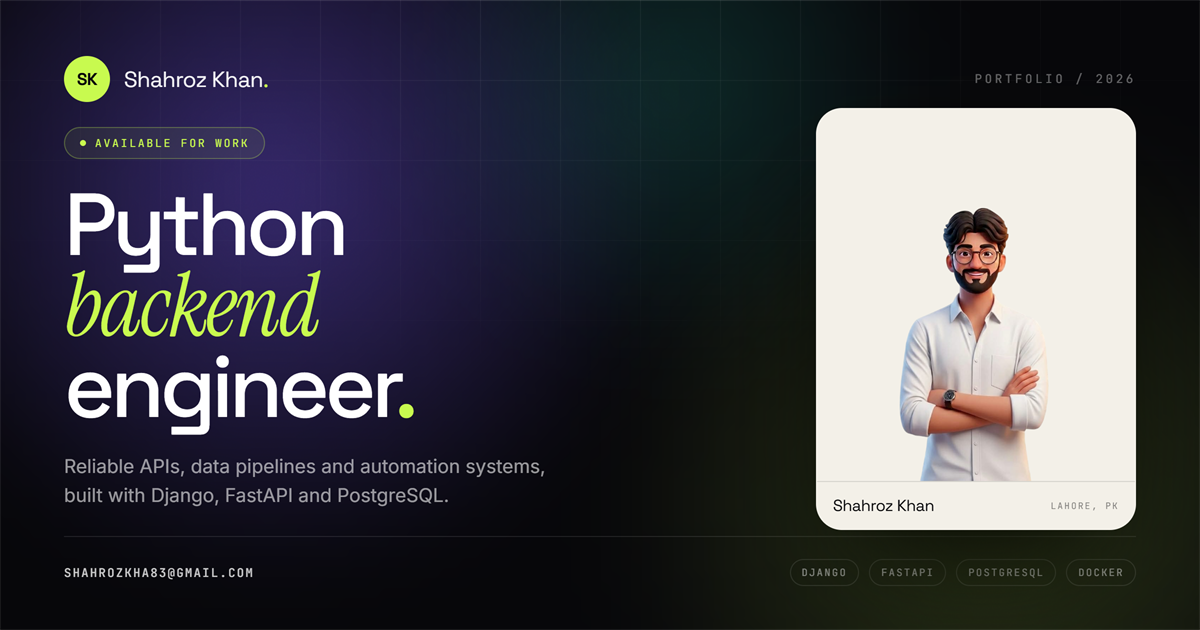 SK
Shahroz Khan.
PORTFOLIO / 2026
AVAILABLE FOR WORK
Python
backend
engineer.
Reliable APIs, data pipelines and automation systems,
built with Django, FastAPI and PostgreSQL.
Shahroz Khan
LAHORE, PK
SHAHROZKHA83@GMAIL.COM
DJANGO
FASTAPI
POSTGRESQL
DOCKER